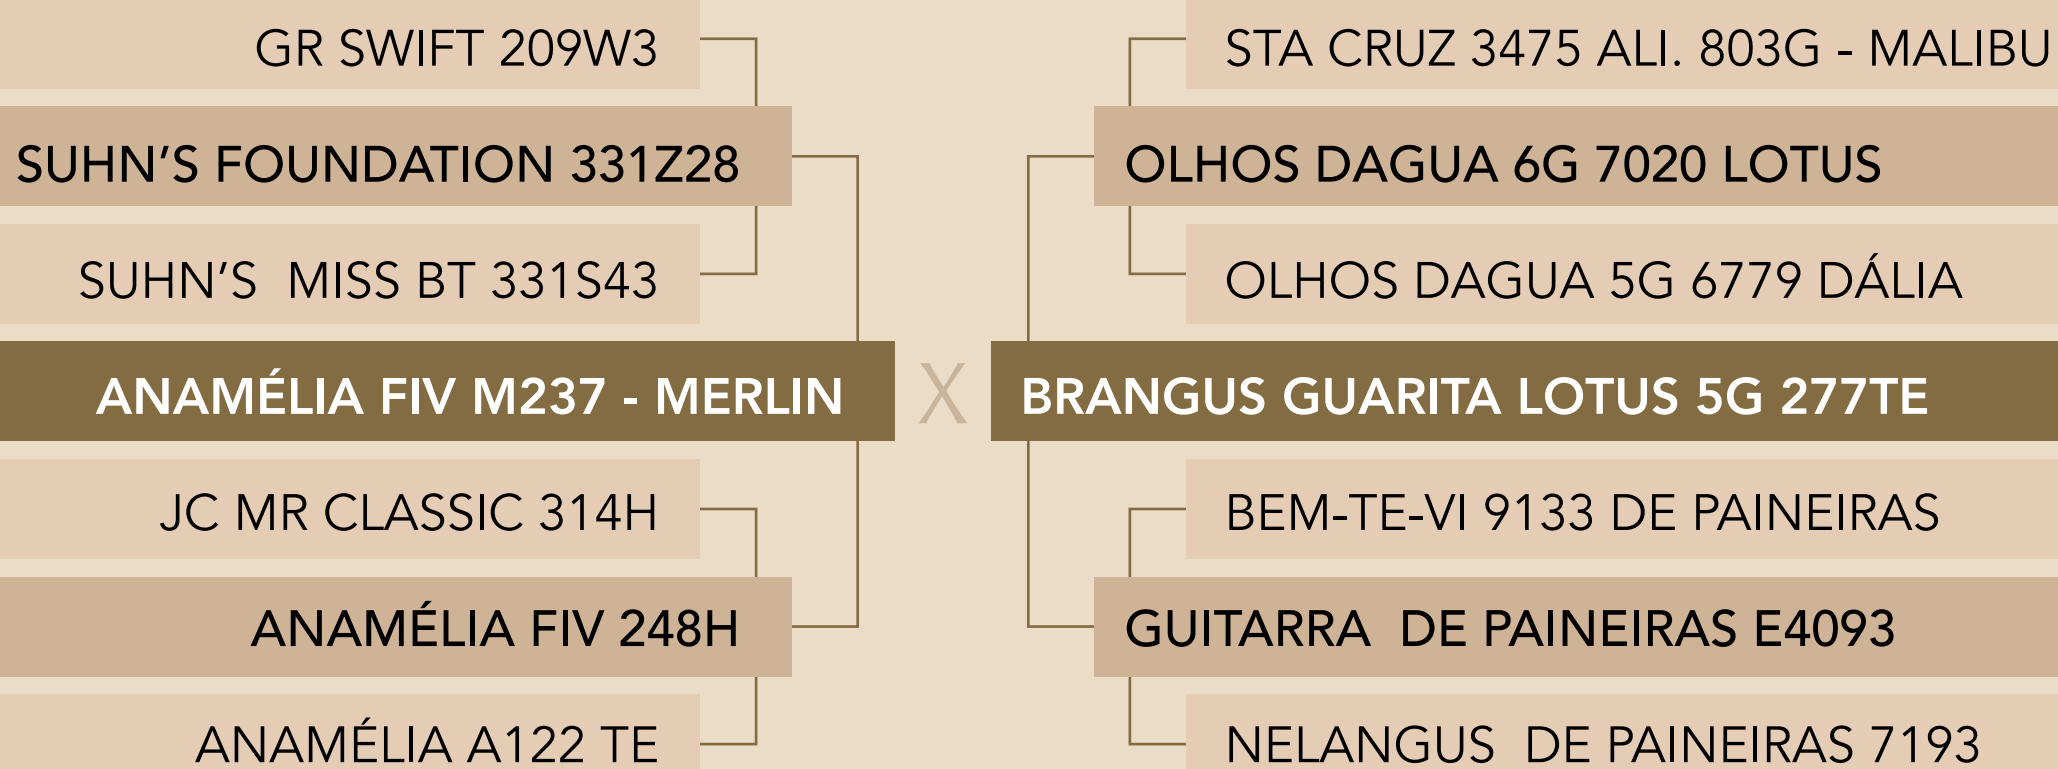 GR SWIFT 209W3
SUHN'S FOUNDATION 331Z28
SUHN'S  MISS BT 331S43
ANAMÉLIA FIV M237 - MERLIN
JC MR CLASSIC 314H
ANAMÉLIA FIV 248H
ANAMÉLIA A122 TE
X
STA CRUZ 3475 ALI. 803G - MALIBU
OLHOS DAGUA 6G 7020 LOTUS
OLHOS DAGUA 5G 6779 DÁLIA
BRANGUS GUARITA LOTUS 5G 277TE
BEM-TE-VI 9133 DE PAINEIRAS
GUITARRA  DE PAINEIRAS E4093
NELANGUS  DE PAINEIRAS 7193